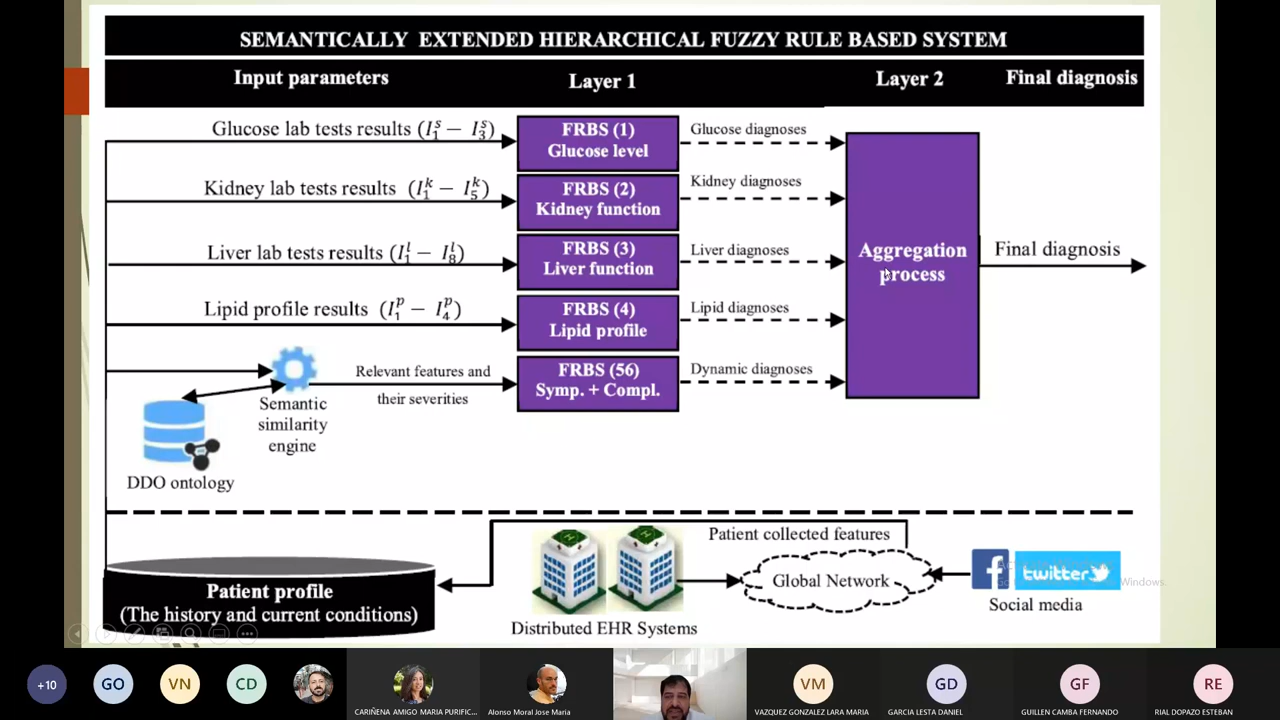 SEMANTICALLY EXTENDED HIERARCHICAL FUZZY RULE BASED SYSTEM
Input parameters
Layer 1
Layer 2
Final diagnosis
Glucose lab tests results (I₁ˢ − I₃ˢ)
FRBS (1)
Glucose level
Glucose diagnoses
Kidney lab tests results (I₁ᵏ − I₅ᵏ)
FRBS (2)
Kidney function
Kidney diagnoses
Liver lab tests results (I₁ˡ − I₈ˡ)
FRBS (3)
Liver function
Liver diagnoses
Lipid profile results (I₁ᵖ − I₄ᵖ)
FRBS (4)
Lipid profile
Lipid diagnoses
Relevant features and
their severities
FRBS (56)
Symp. + Compl.
Dynamic diagnoses
Aggregation
process
Final diagnosis
Semantic
similarity
engine
DDO ontology
Patient profile
(The history and current conditions)
Patient collected features
H
H
Distributed EHR Systems
Global Network
f
twitter
Social media
Windows.
+10
GO
VN
CD
CARIÑENA AMIGO MARIA PURIFIC...
Alonso Moral Jose Maria
VM
VAZQUEZ GONZALEZ LARA MARIA
GD
GARCIA LESTA DANIEL
GF
GUILLEN CAMBA FERNANDO
RE
RIAL DOPAZO ESTEBAN